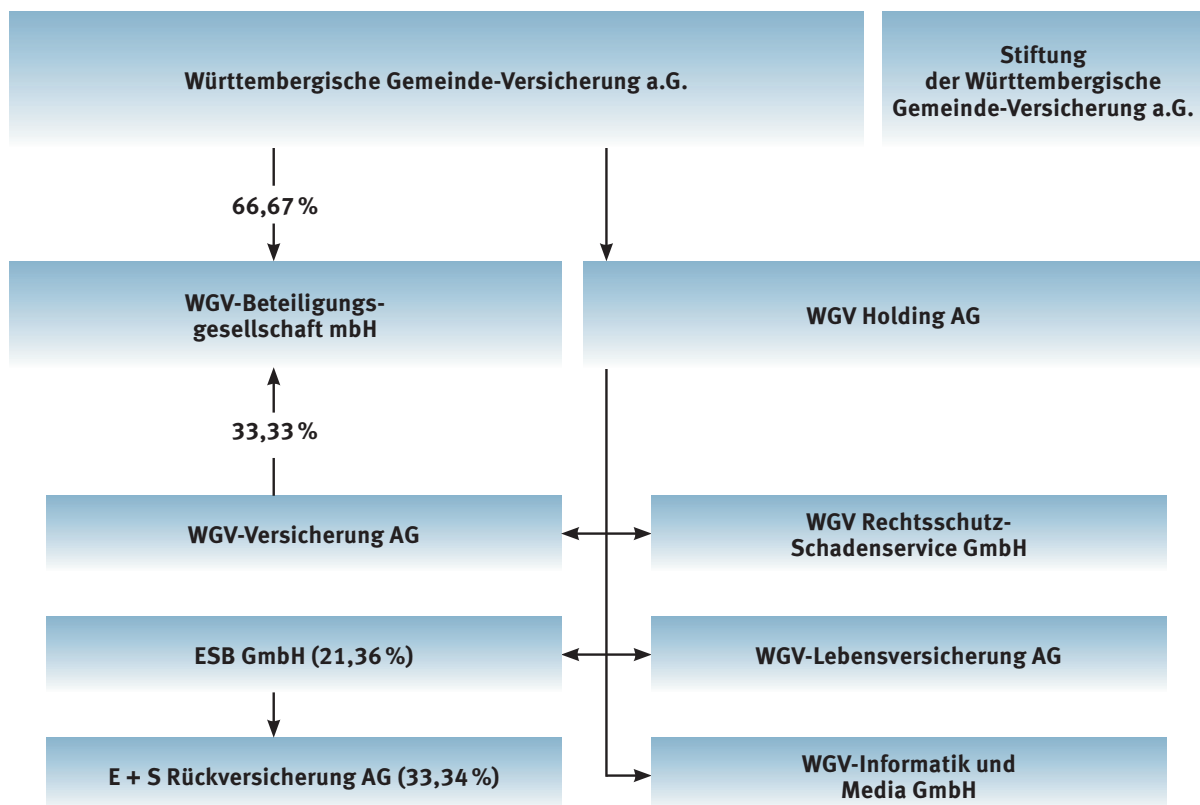 Württembergische Gemeinde-Versicherung a.G.
Stiftung
der Württembergische
Gemeinde-Versicherung a.G.
66,67 %
WGV-Beteiligungs-
gesellschaft mbH
WGV Holding AG
33,33 %
WGV-Versicherung AG
WGV Rechtsschutz-
Schadenservice GmbH
ESB GmbH (21,36 %)
WGV-Lebensversicherung AG
E + S Rückversicherung AG (33,34 %)
WGV-Informatik und
Media GmbH